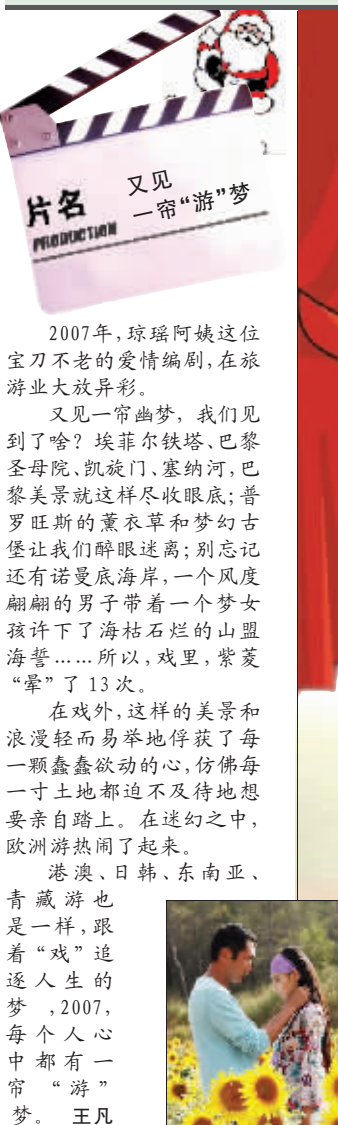 片名
PRODUCTION
又见
一帘“游”梦
2007年,琼瑶阿姨这位
宝刀不老的爱情编剧,在旅
游业大放异彩。
又见一帘幽梦, 我们见
到了啥? 埃菲尔铁塔、巴黎
圣母院、凯旋门、塞纳河,巴
黎美景就这样尽收眼底;普
罗旺斯的薰衣草和梦幻古
堡让我们醉眼迷离;别忘记
还有诺曼底海岸,一个风度
翩翩的男子带着一个梦女
孩许下了海枯石烂的山盟
海誓……所以,戏里,紫菱
“晕”了 13 次。
在戏外,这样的美景和
浪漫轻而易举地俘获了每
一颗蠢蠢欲动的心,仿佛每
一寸土地都迫不及待地想
要亲自踏上。在迷幻之中,
欧洲游热闹了起来。
港澳、日韩、东南亚、
青藏游也
是一样,跟
着“戏”追
逐人生的
梦 ,2007,
每个人心
中都有一
帘“游”
梦。 王凡